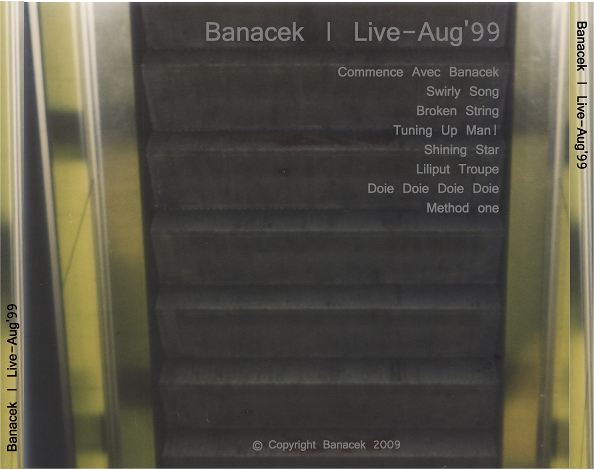 Banacek | Live-Aug'99
Commence Avec Banacek
Swirly Song
Broken String
Tuning Up Man!
Shining Star
Liliput Troupe
Doie Doie Doie Doie
Method one
© Copyright Banacek 2009
Banacek | Live-Aug'99
Banacek | Live-Aug'99